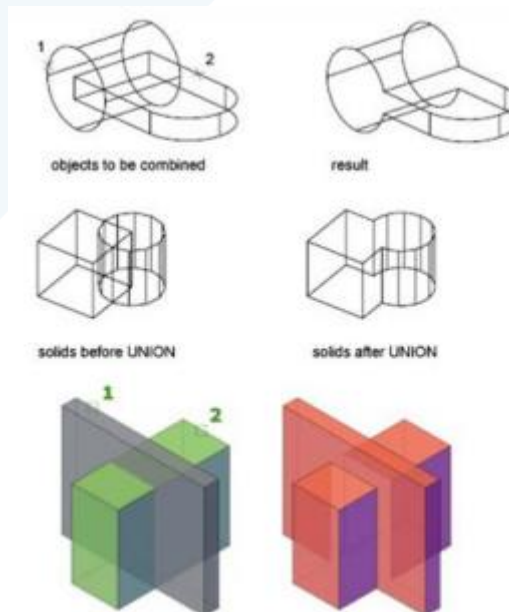 1
2
objects to be combined
result
solids before UNION
solids after UNION
1
2